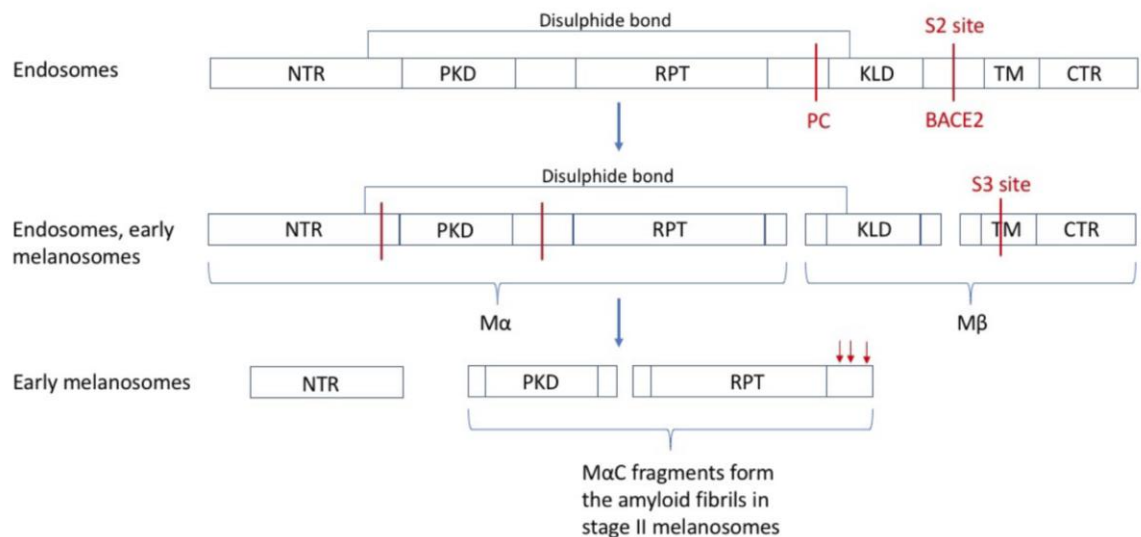 Disulphide bond
S2 site
Endosomes
NTR PKD RPT KLD TM CTR
PC BACE2
Disulphide bond
S3 site
Endosomes, early
melanosomes
NTR PKD RPT KLD TM CTR
Mα Mβ
Early melanosomes
NTR PKD RPT
MαC fragments form
the amyloid fibrils in
stage II melanosomes